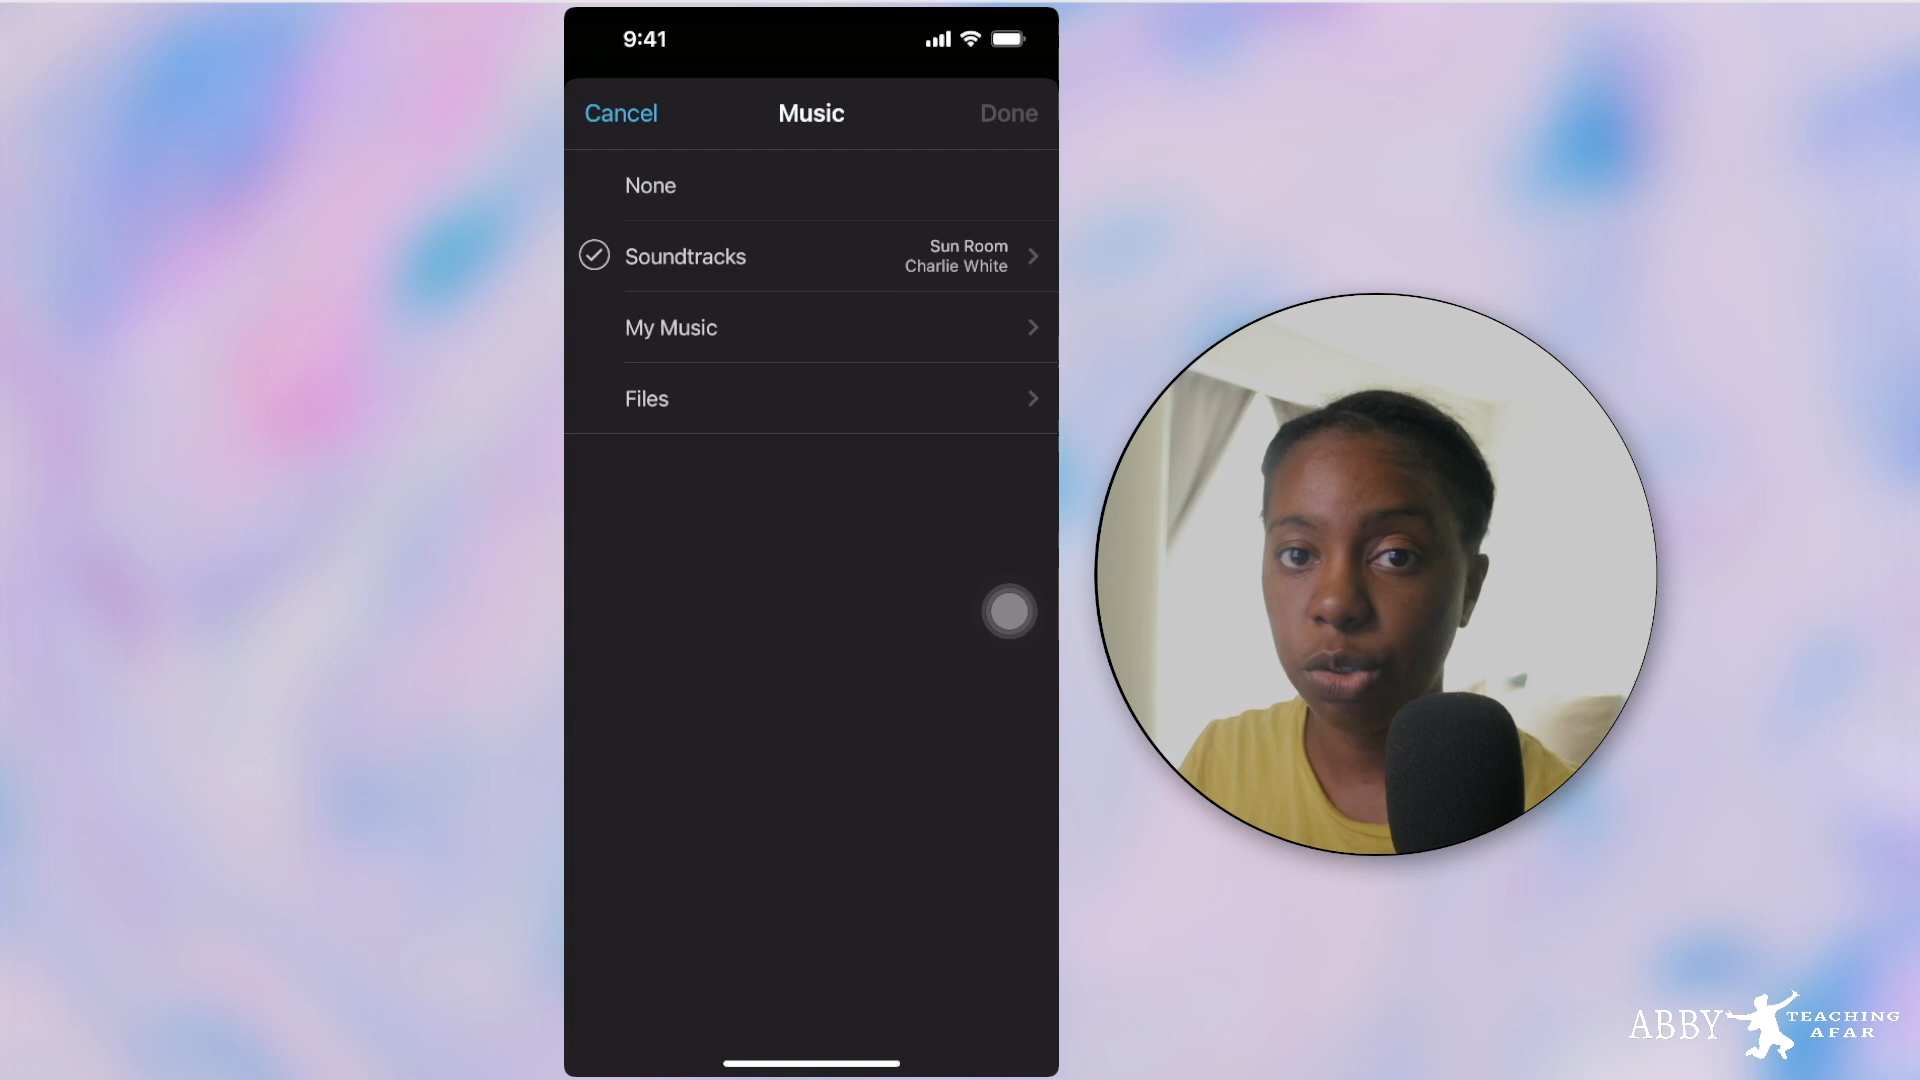 9:41
Cancel
Music
Done
None
Soundtracks
Sun Room
Charlie White
My Music
Files
ABBY TEACHING
AFAR